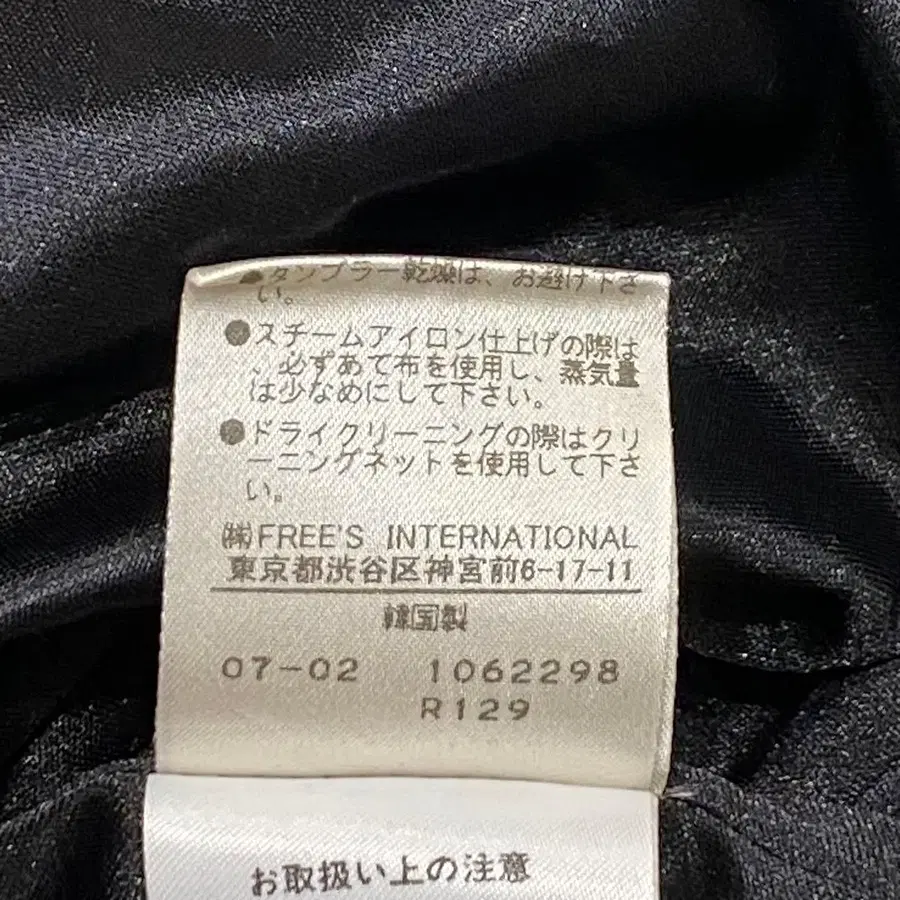 ●タンブラー乾燥は、お避け下さ
い。
●スチームアイロン仕上げの際は
、必ずあて布を使用し、蒸気量
は少なめにして下さい。
●ドライクリーニングの際はクリ
ーニングネットを使用して下さ
い。
㈱FREE'S INTERNATIONAL
東京都渋谷区神宮前6-17-11
韓国製
07-02 1062298
R129
お取扱い上の注意